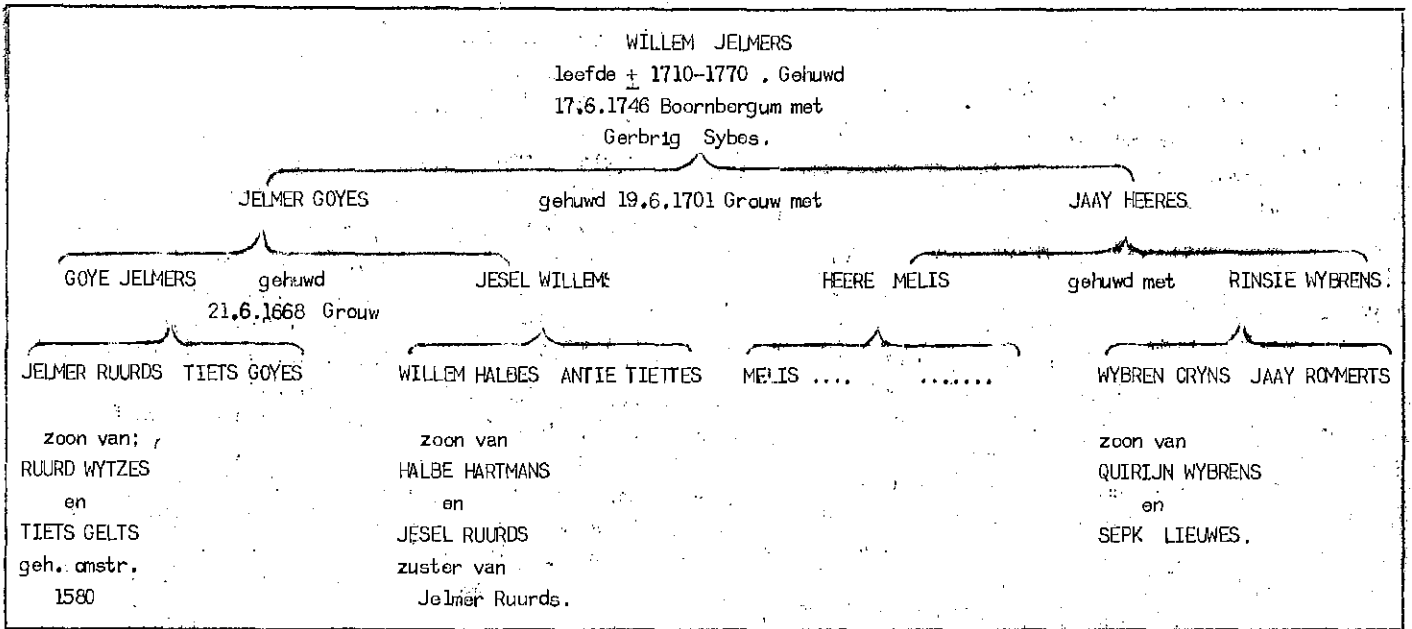 WILLEM JELMERS
leefde ± 1710-1770 . Gehuwd
17.6.1746 Boornbergum met
Gerbrig Sybes.
JELMER GOYES gehuwd 19.6.1701 Grouw met JAAY HEERES.
GOYE JELMERS gehuwd JESEL WILLEMS HEERE MELIS gehuwd met RINSIE WYBRENS.
21.6.1668 Grouw
JELMER RUURDS TIETS GOYES WILLEM HALBES ANTIE TIETTES MELIS .... ....... WYBREN CRYNS JAAY ROMMERTS
zoon van; zoon van zoon van
RUURD WYTZES HALBE HARTMANS QUIRIJN WYBRENS
en en en
TIETS GELTS JESEL RUURDS SEPK LIEUWES.
geh. omstr. zuster van
1580 Jelmer Ruurds.